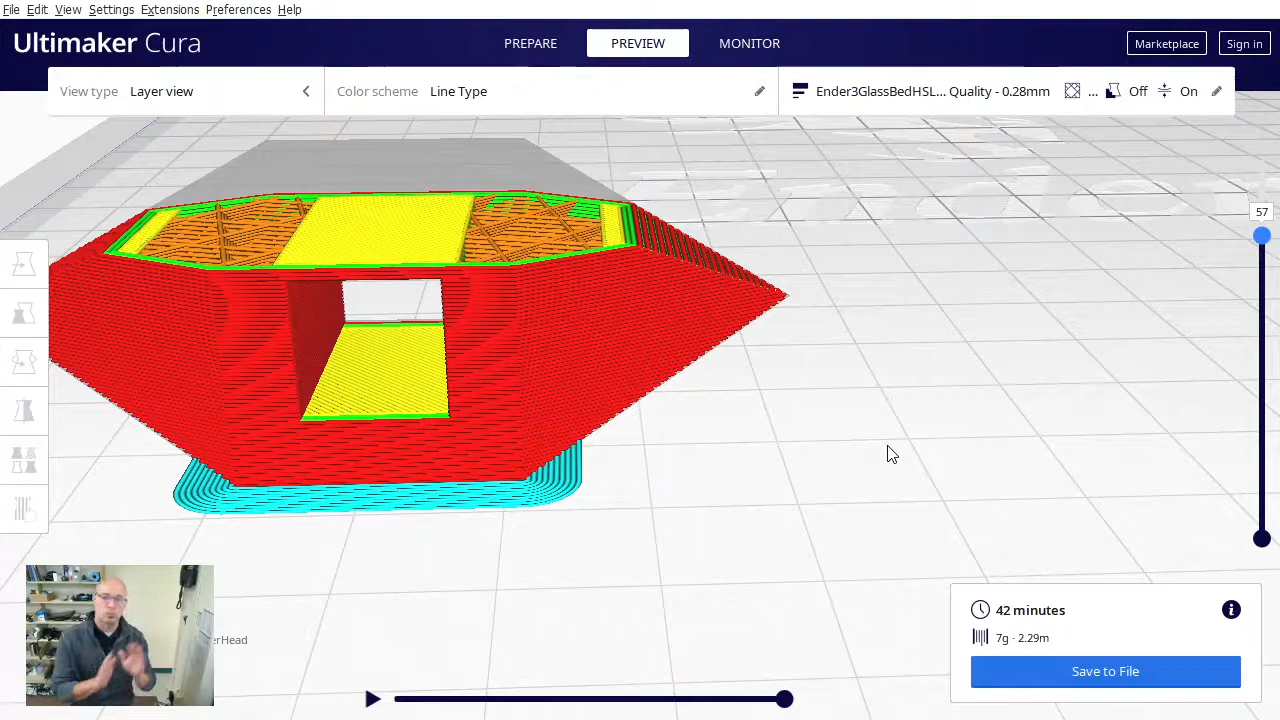 File Edit View Settings Extensions Preferences Help
Ultimaker Cura PREPARE PREVIEW MONITOR Marketplace Sign in
View type Layer view Color scheme Line Type Ender3GlassBedHSL... Quality - 0.28mm ... Off On
57
42 minutes
7g · 2.29m
erHead
Save to File